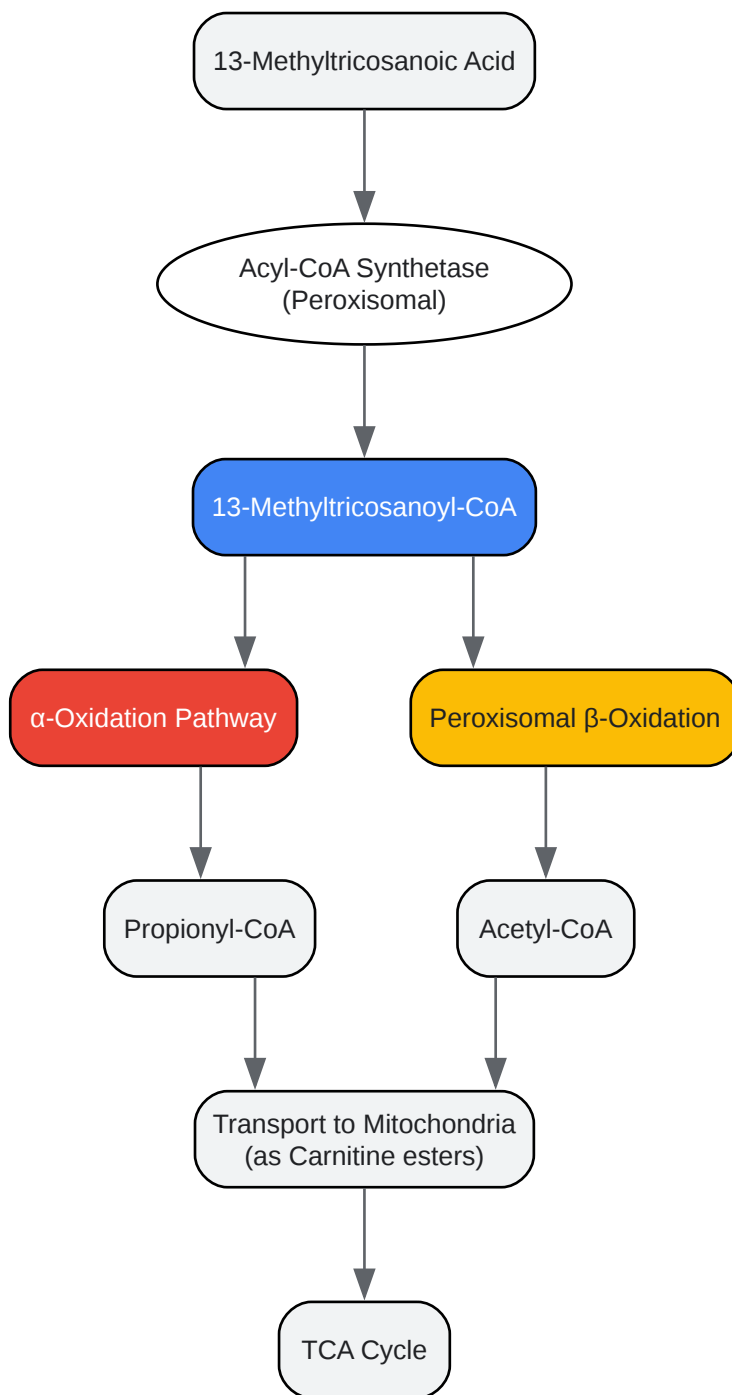 13-Methyltricosanoic Acid
Acyl-CoA Synthetase
(Peroxisomal)
13-Methyltricosanoyl-CoA
α-Oxidation Pathway
Peroxisomal β-Oxidation
Propionyl-CoA
Acetyl-CoA
Transport to Mitochondria
(as Carnitine esters)
TCA Cycle